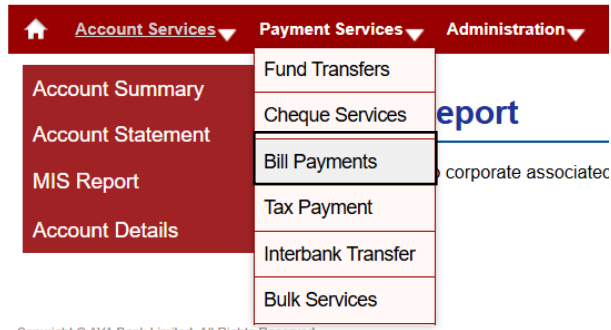 Account Services Payment Services Administration
Account Summary
Account Statement
MIS Report
Account Details
Fund Transfers
Cheque Services
Bill Payments
Tax Payment
Interbank Transfer
Bulk Services
eport
corporate associated